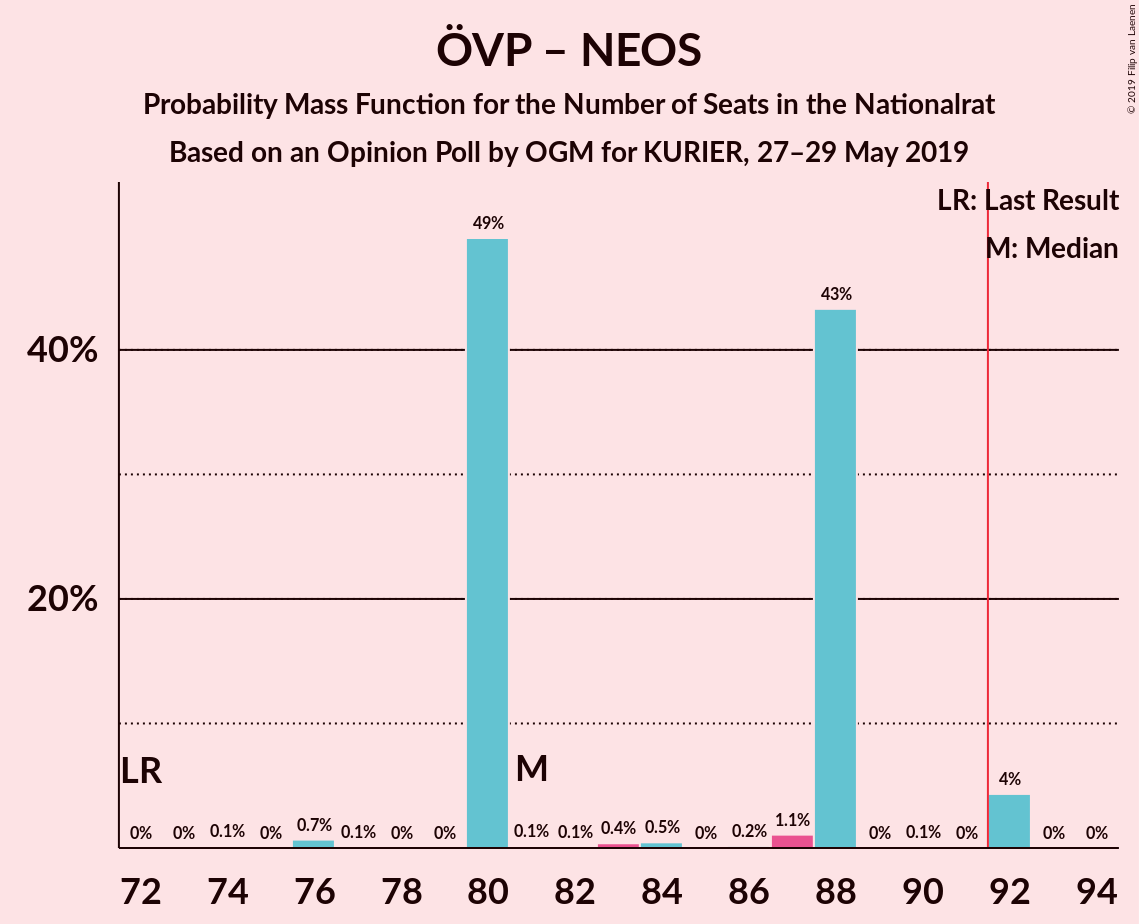 ÖVP – NEOS
Probability Mass Function for the Number of Seats in the Nationalrat
Based on an Opinion Poll by OGM for KURIER, 27–29 May 2019
© 2019 Filip van Laenen
LR: Last Result
M: Median
49%
43%
40%
20%
LR
M
0% 0% 0.1% 0% 0.7% 0.1% 0% 0% 0.1% 0.1% 0.4% 0.5% 0% 0.2% 1.1% 0% 0.1% 0% 4% 0% 0%
72 74 76 78 80 82 84 86 88 90 92 94